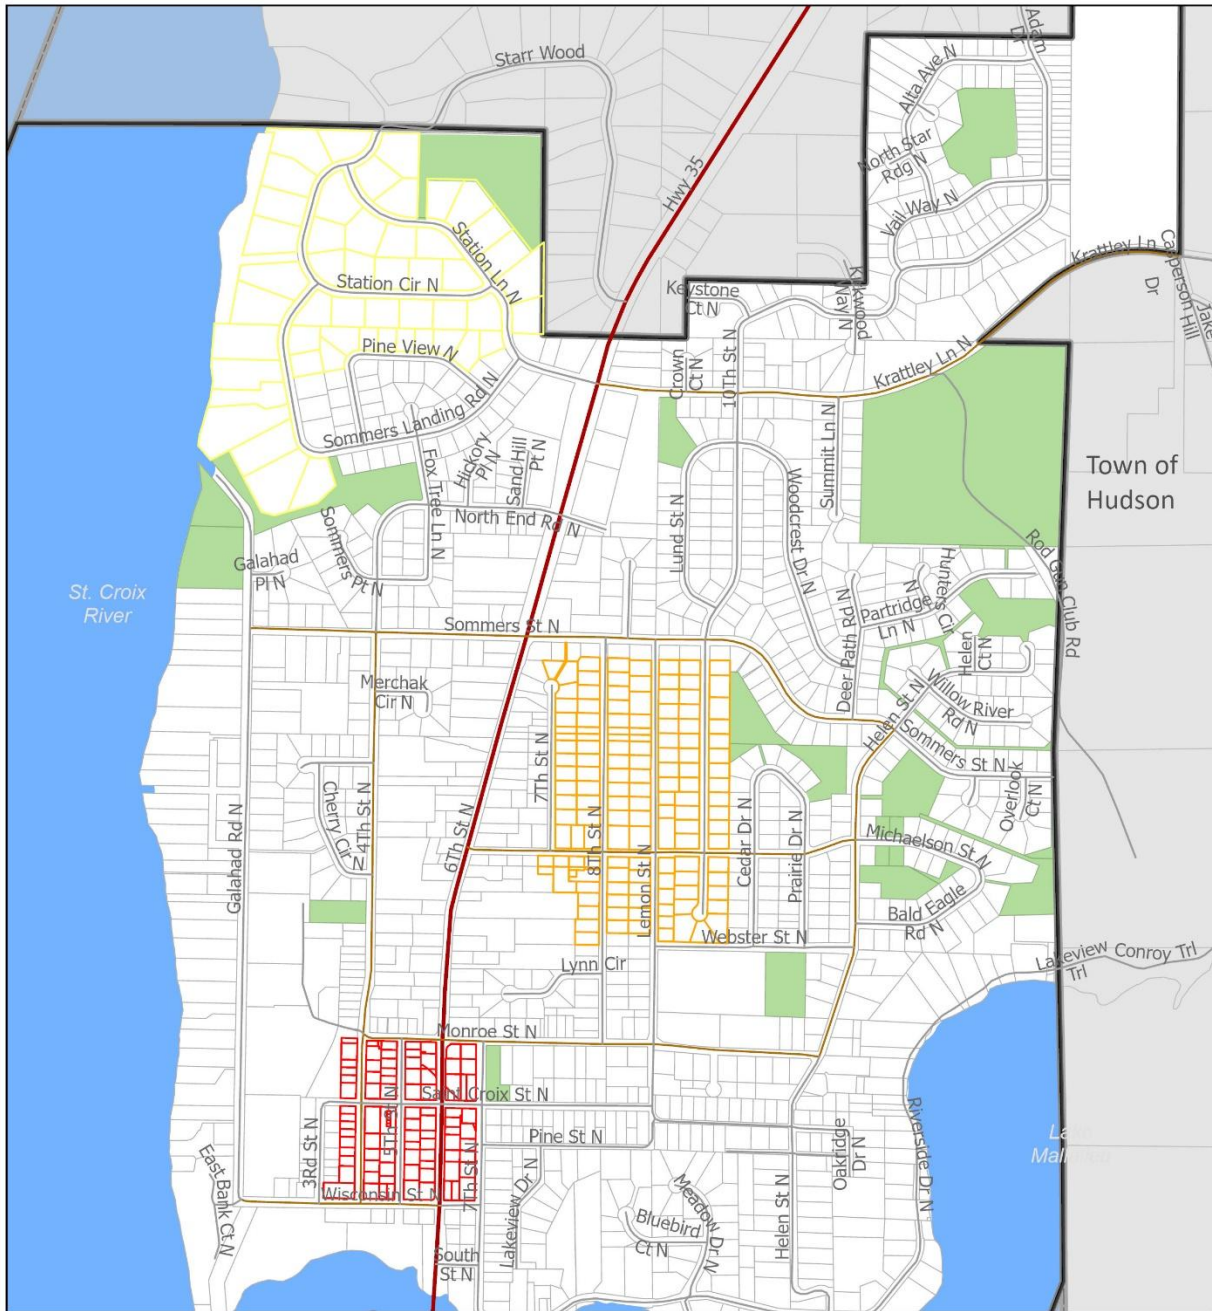 Starr Wood
Hwy 35
Adam
Dr
Alta Ave N
North Star
Rdg N
Vail Way N
Krattley Ln
Casperson
Dr
Jake
Hill
Station Ln N
Station Cir N
Keystone
Ct N
Kirkwood
Way N
Pine View N
Crown
Ct N
10Th St N
Krattley Ln N
Sommers Landing Rd N
Fox Tree Ln N
Hickory
Pl N
Sand Hill
Pt N
Summit Ln N
Town of
Hudson
Woodcrest Dr N
Lund St N
North End Rd N
Sommers
Pt N
Galahad
Pl N
Rod Gun Club Rd
Hunters Cir
N
Partridge
Ln N
Deer Path Rd N
St. Croix
River
Sommers St N
Helen
Ct N
Willow River
Rd N
Helen St N
Sommers St N
Merchak
Cir N
7Th St N
Overlook
Ct N
Cherry Cir N
4Th St N
6Th St N
8Th St N
Lemon St N
Cedar Dr N
Prairie Dr N
Michaelson St N
Galahad Rd N
Bald Eagle
Rd N
Webster St N
Lynn Cir
Lakeview
Trl
Conroy Trl
Monroe St N
Saint Croix St N
5Th St N
3Rd St N
Pine St N
7Th St N
Wisconsin St N
Lakeview Dr N
Oakridge
Dr N
Riverside Dr N
East Bank Ct N
Meadow Dr N
Bluebird
Ct N
Helen St N
South
St N